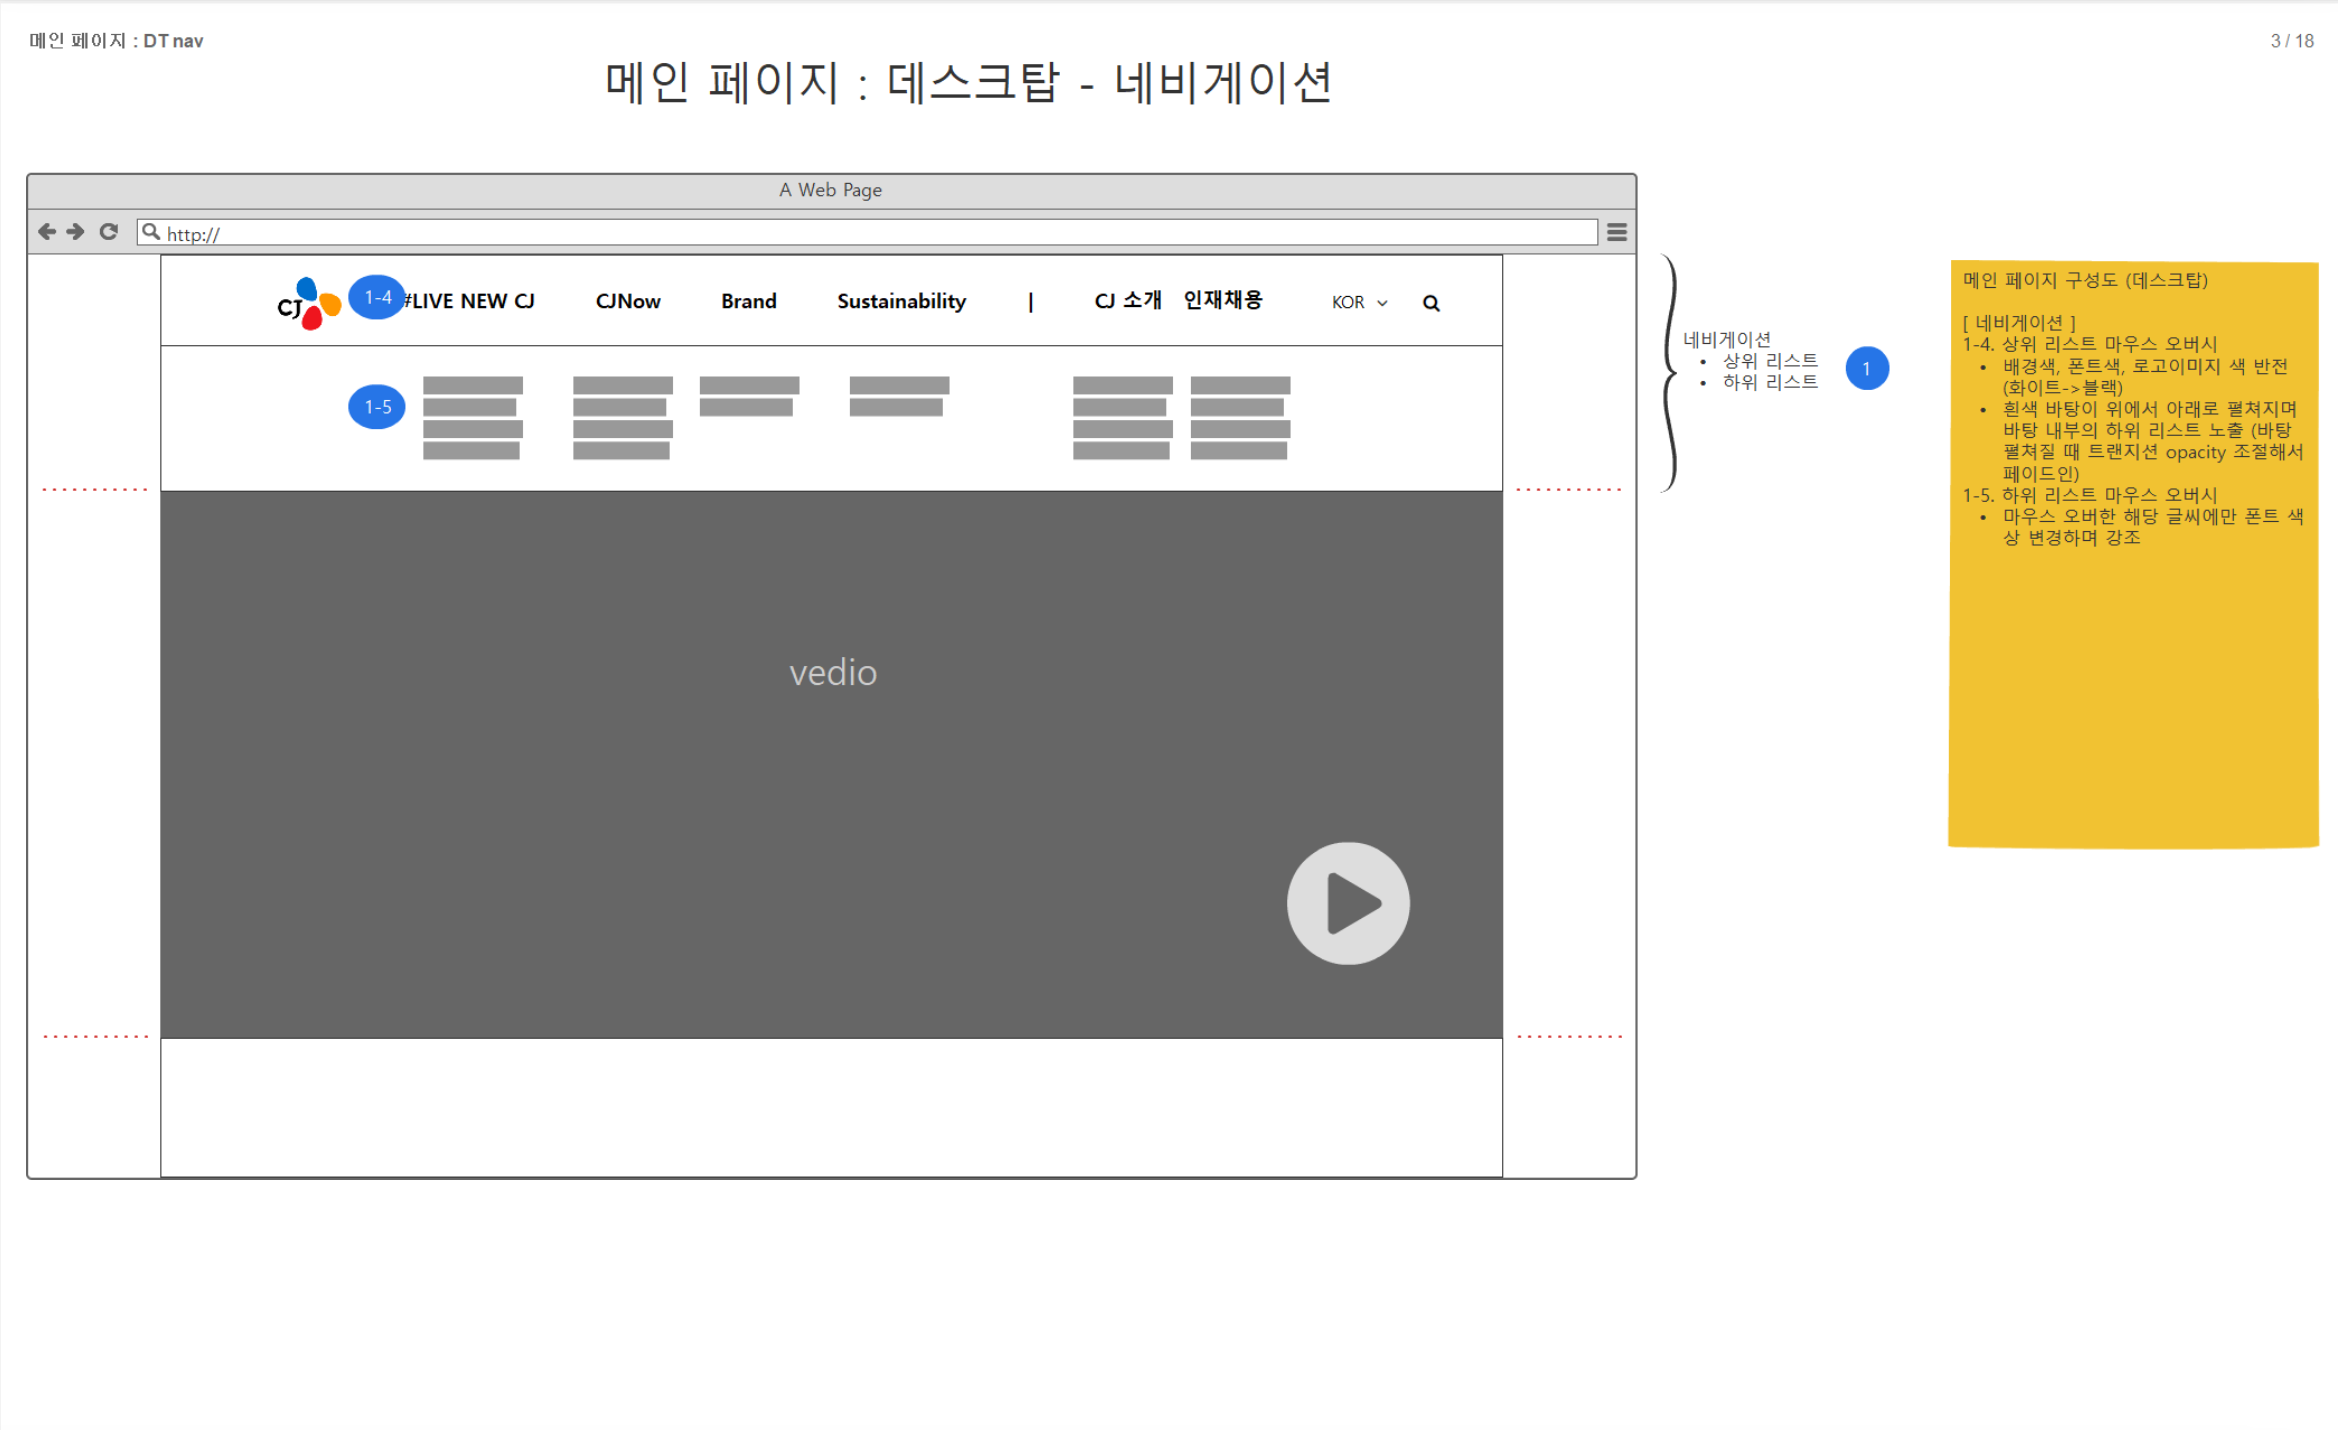 메인 페이지 : DT nav
3 / 18
메인 페이지 : 데스크탑 - 네비게이션
A Web Page
http://
CJ
1-4
#LIVE NEW CJ
CJNow
Brand
Sustainability
|
CJ 소개
인재채용
KOR
1-5
vedio
네비게이션
• 상위 리스트
• 하위 리스트
1
메인 페이지 구성도 (데스크탑)
[ 네비게이션 ]
1-4. 상위 리스트 마우스 오버시
• 배경색, 폰트색, 로고이미지 색 반전
(화이트->블랙)
• 흰색 바탕이 위에서 아래로 펼쳐지며
바탕 내부의 하위 리스트 노출 (바탕
펼쳐질 때 트랜지션 opacity 조절해서
페이드인)
1-5. 하위 리스트 마우스 오버시
• 마우스 오버한 해당 글씨에만 폰트 색
상 변경하며 강조